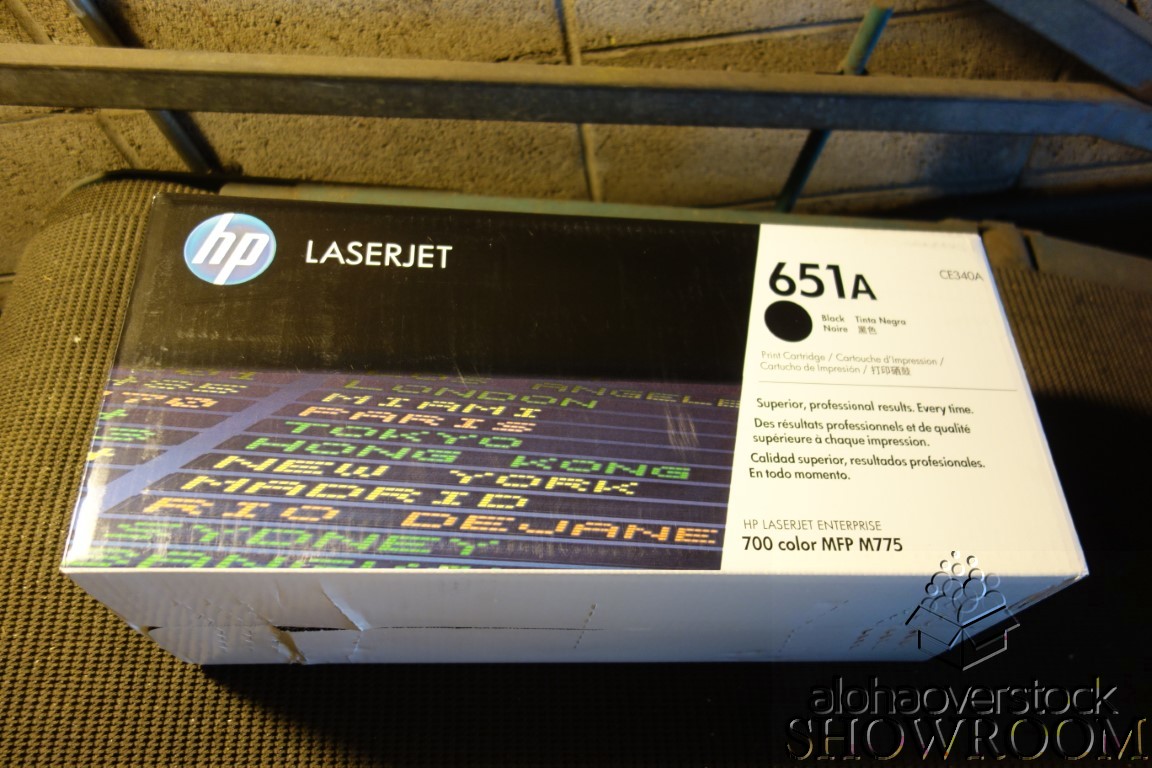 hp LASERJET
651A
CE340A
Black Tinta Negra
Noire 黑色
Print Cartridge / Cartouche d'impression /
Cartucho de Impresión / 打印硒鼓
Superior, professional results. Every time.
Des résultats professionnels et de qualité
supérieure à chaque impression.
Calidad superior, resultados profesionales.
En todo momento.
HP LASERJET ENTERPRISE
700 color MFP M775
LOS ANGELE
LONDON
MIAMI
PARIS
TOKYO
HONG KONG
NEW YORK
MADRID
RIO DEJANE
SYDNEY
alohaoverstock
SHOWROOM